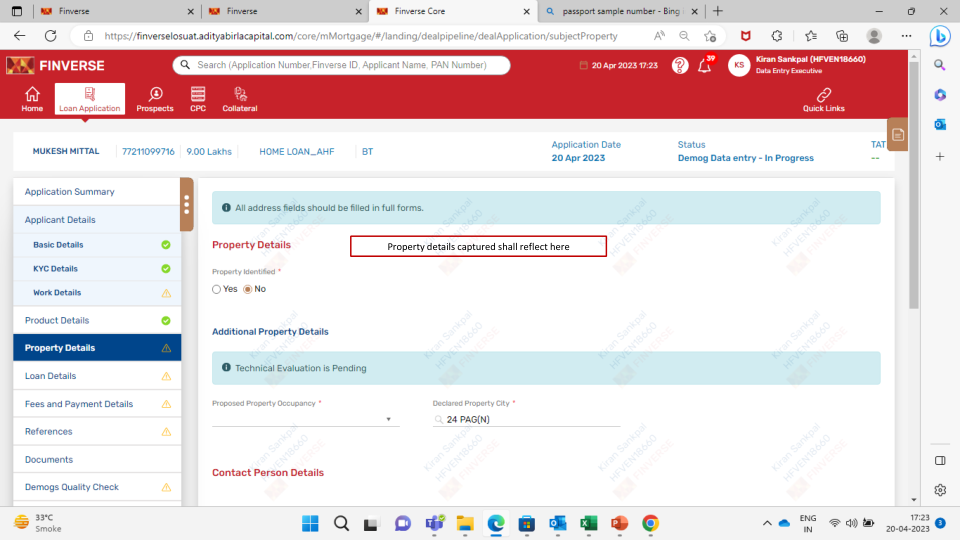 Finverse
Finverse
Finverse Core
passport sample number - Bing
https://finverselosuat.adityabirlacapital.com/core/mMortgage/#/landing/dealpipeline/dealApplication/subjectProperty
FINVERSE
Search (Application Number,Finverse ID, Applicant Name, PAN Number)
20 Apr 2023 17:23
39
KS
Kiran Sankpal (HFVEN18660)
Data Entry Executive
Home
Loan Application
Prospects
CPC
Collateral
Quick Links
MUKESH MITTAL
77211099716
9.00 Lakhs
HOME LOAN_AHF
BT
Application Date
20 Apr 2023
Status
Demog Data entry - In Progress
TAT
--
Application Summary
Applicant Details
Basic Details
KYC Details
Work Details
Product Details
Property Details
Loan Details
Fees and Payment Details
References
Documents
Demogs Quality Check
All address fields should be filled in full forms.
Property Details
Property details captured shall reflect here
Property Identified *
Yes No
Additional Property Details
Technical Evaluation is Pending
Proposed Property Occupancy *
Declared Property City *
24 PAG(N)
Contact Person Details
Kiran Sankpal
HFVEN18660
FINVERSE
33°C
Smoke
ENG
IN
17:23
20-04-2023
3